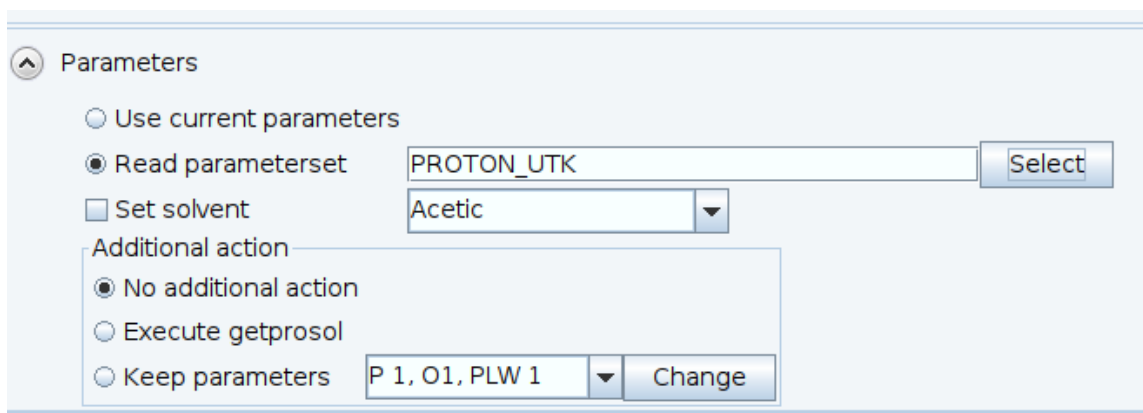 Parameters
Use current parameters
Read parameterset PROTON_UTK Select
Set solvent Acetic
Additional action
No additional action
Execute getprosol
Keep parameters P 1, O1, PLW 1 Change